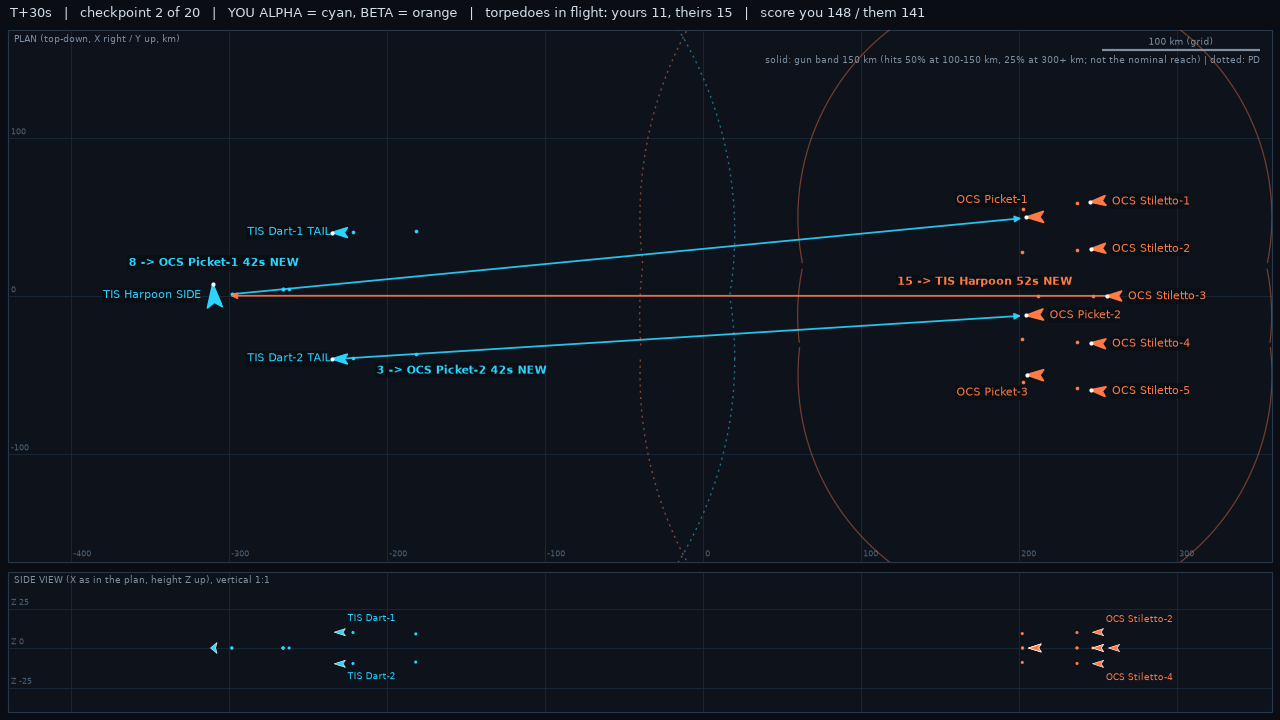 T+30s | checkpoint 2 of 20 | YOU ALPHA = cyan, BETA = orange | torpedoes in flight: yours 11, theirs 15 | score you 148 / them 141
PLAN (top-down, X right / Y up, km)
100 km (grid)
solid: gun band 150 km (hits 50% at 100-150 km, 25% at 300+ km; not the nominal reach) | dotted: PD
100
OCS Picket-1
OCS Stiletto-1
TIS Dart-1 TAIL
OCS Stiletto-2
8 -> OCS Picket-1 42s NEW
15 -> TIS Harpoon 52s NEW
0
TIS Harpoon SIDE
OCS Stiletto-3
OCS Picket-2
OCS Stiletto-4
TIS Dart-2 TAIL
3 -> OCS Picket-2 42s NEW
OCS Picket-3
OCS Stiletto-5
-100
-400
-300
-200
-100
0
100
200
300
SIDE VIEW (X as in the plan, height Z up), vertical 1:1
Z 25
TIS Dart-1
OCS Stiletto-2
Z 0
TIS Dart-2
OCS Stiletto-4
Z -25